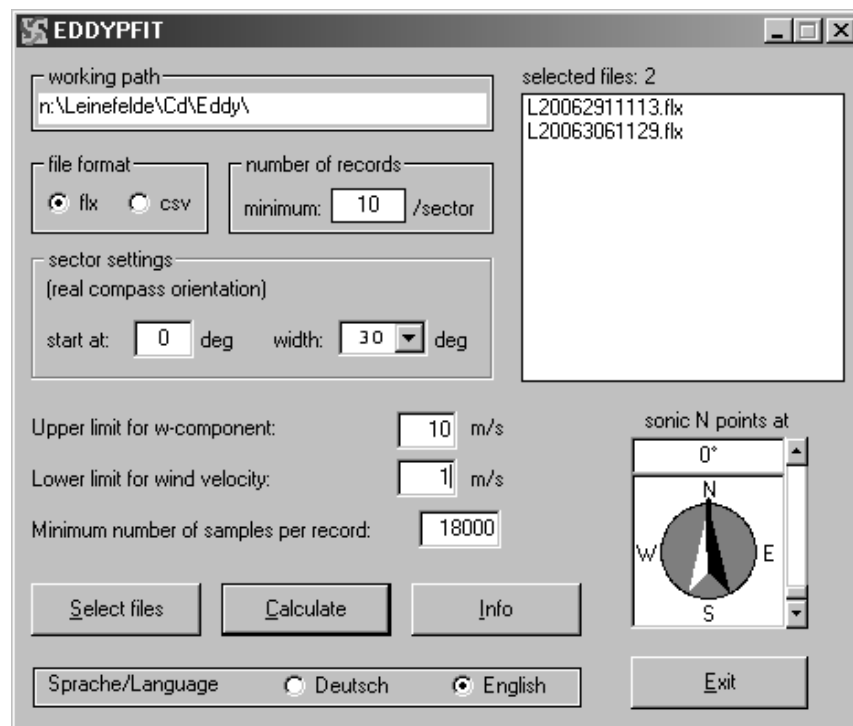 EDDYPFIT
working path
n:\Leinefelde\Cd\Eddy\
file format
flx csv
number of records
minimum: 10 /sector
sector settings
(real compass orientation)
start at: 0 deg width: 30 deg
selected files: 2
L20062911113.flx
L20063061129.flx
Upper limit for w-component: 10 m/s
Lower limit for wind velocity: 1 m/s
Minimum number of samples per record: 18000
sonic N points at
0°
N
W E
S
Select files Calculate Info
Sprache/Language Deutsch English
Exit